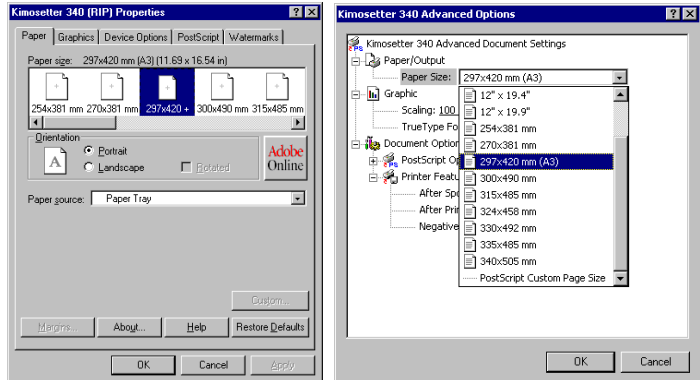 Kimosetter 340 (RIP) Properties
Paper Graphics Device Options PostScript Watermarks
Paper size: 297x420 mm (A3) (11.69 x 16.54 in)
254x381 mm 270x381 mm 297x420 + 300x490 mm 315x485 mm
Orientation
A
Portrait
Landscape
Rotated
Adobe
Online
Paper source: Paper Tray
Custom...
Margins... About... Help Restore Defaults
OK Cancel Apply
Kimosetter 340 Advanced Options
Kimosetter 340 Advanced Document Settings
Paper/Output
Paper Size: 297x420 mm (A3)
Graphic
Scaling: 100
TrueType Fo
Document Option
PostScript Op
Printer Featu
After Spo
After Prin
Negative
12" x 19.4"
12" x 19.9"
254x381 mm
270x381 mm
297x420 mm (A3)
300x490 mm
315x485 mm
324x458 mm
330x492 mm
335x485 mm
340x505 mm
PostScript Custom Page Size
OK Cancel